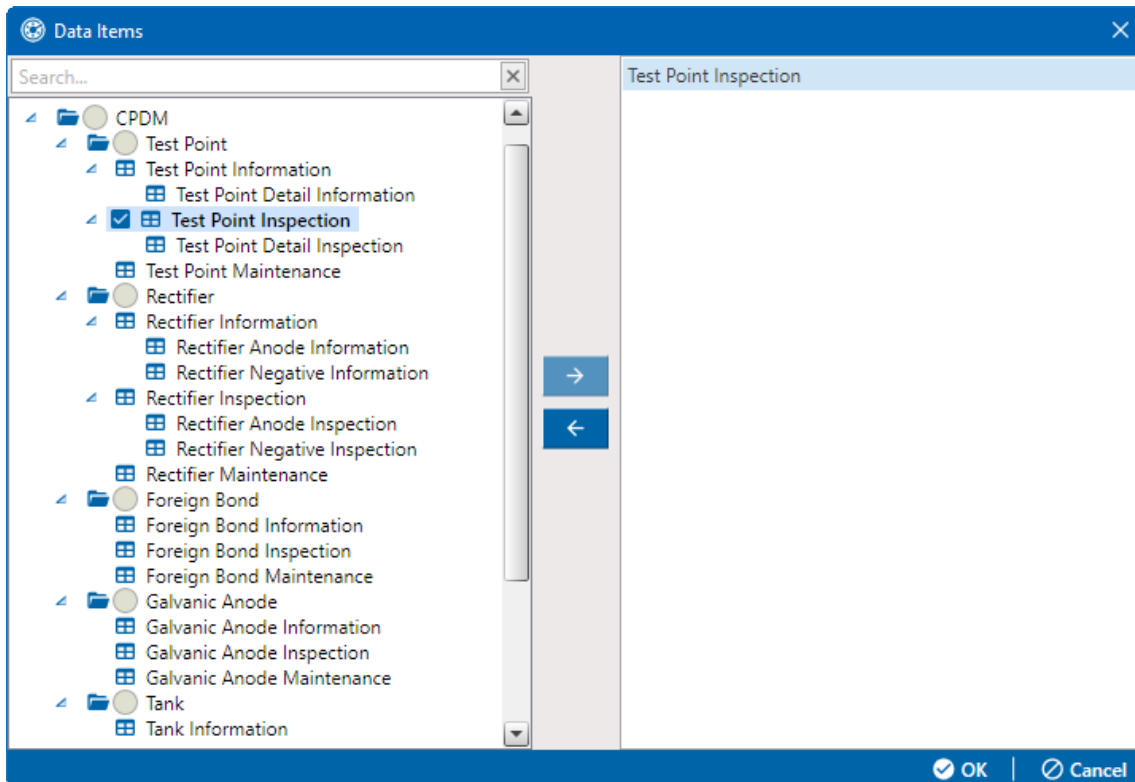 Data Items
Search...
CPDM
Test Point
Test Point Information
Test Point Detail Information
Test Point Inspection
Test Point Detail Inspection
Test Point Maintenance
Rectifier
Rectifier Information
Rectifier Anode Information
Rectifier Negative Information
Rectifier Inspection
Rectifier Anode Inspection
Rectifier Negative Inspection
Rectifier Maintenance
Foreign Bond
Foreign Bond Information
Foreign Bond Inspection
Foreign Bond Maintenance
Galvanic Anode
Galvanic Anode Information
Galvanic Anode Inspection
Galvanic Anode Maintenance
Tank
Tank Information
Test Point Inspection
OK
Cancel